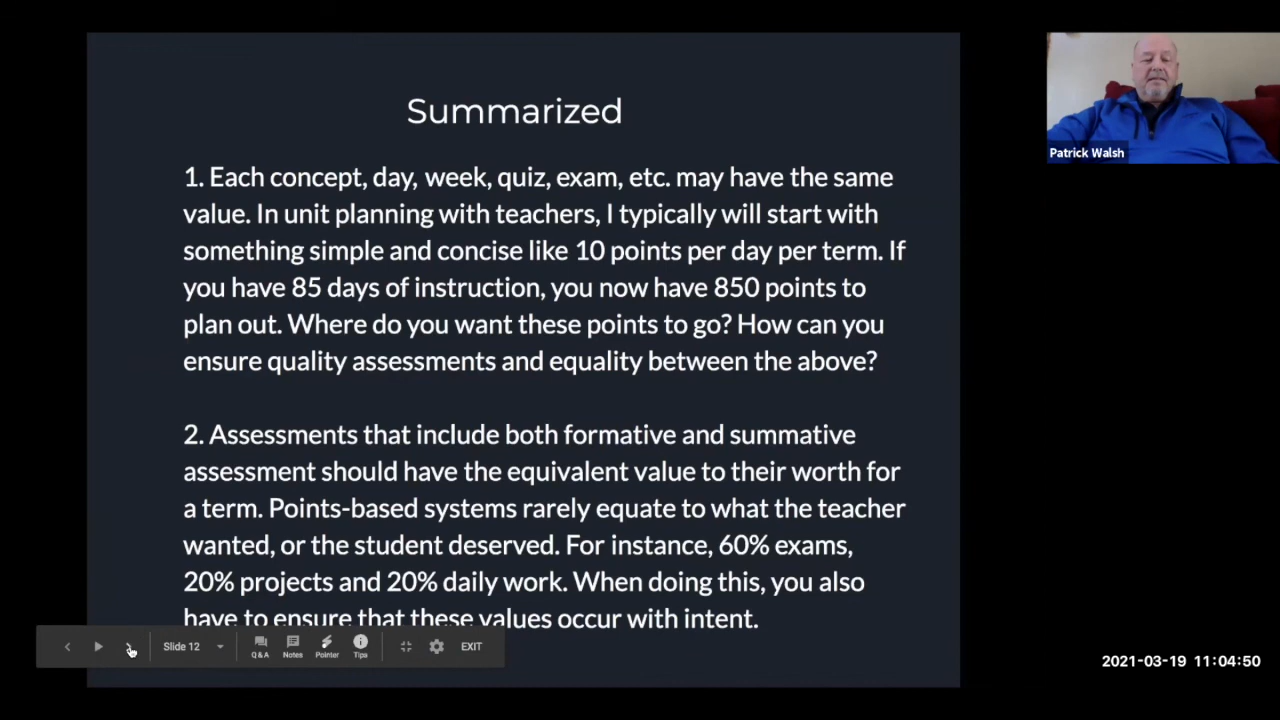 Summarized
1. Each concept, day, week, quiz, exam, etc. may have the same
value. In unit planning with teachers, I typically will start with
something simple and concise like 10 points per day per term. If
you have 85 days of instruction, you now have 850 points to
plan out. Where do you want these points to go? How can you
ensure quality assessments and equality between the above?
2. Assessments that include both formative and summative
assessment should have the equivalent value to their worth for
a term. Points-based systems rarely equate to what the teacher
wanted, or the student deserved. For instance, 60% exams,
20% projects and 20% daily work. When doing this, you also
have to ensure that these values occur with intent.
Patrick Walsh
Slide 12
Q&A Notes Pointer Tips
EXIT
2021-03-19 11:04:50